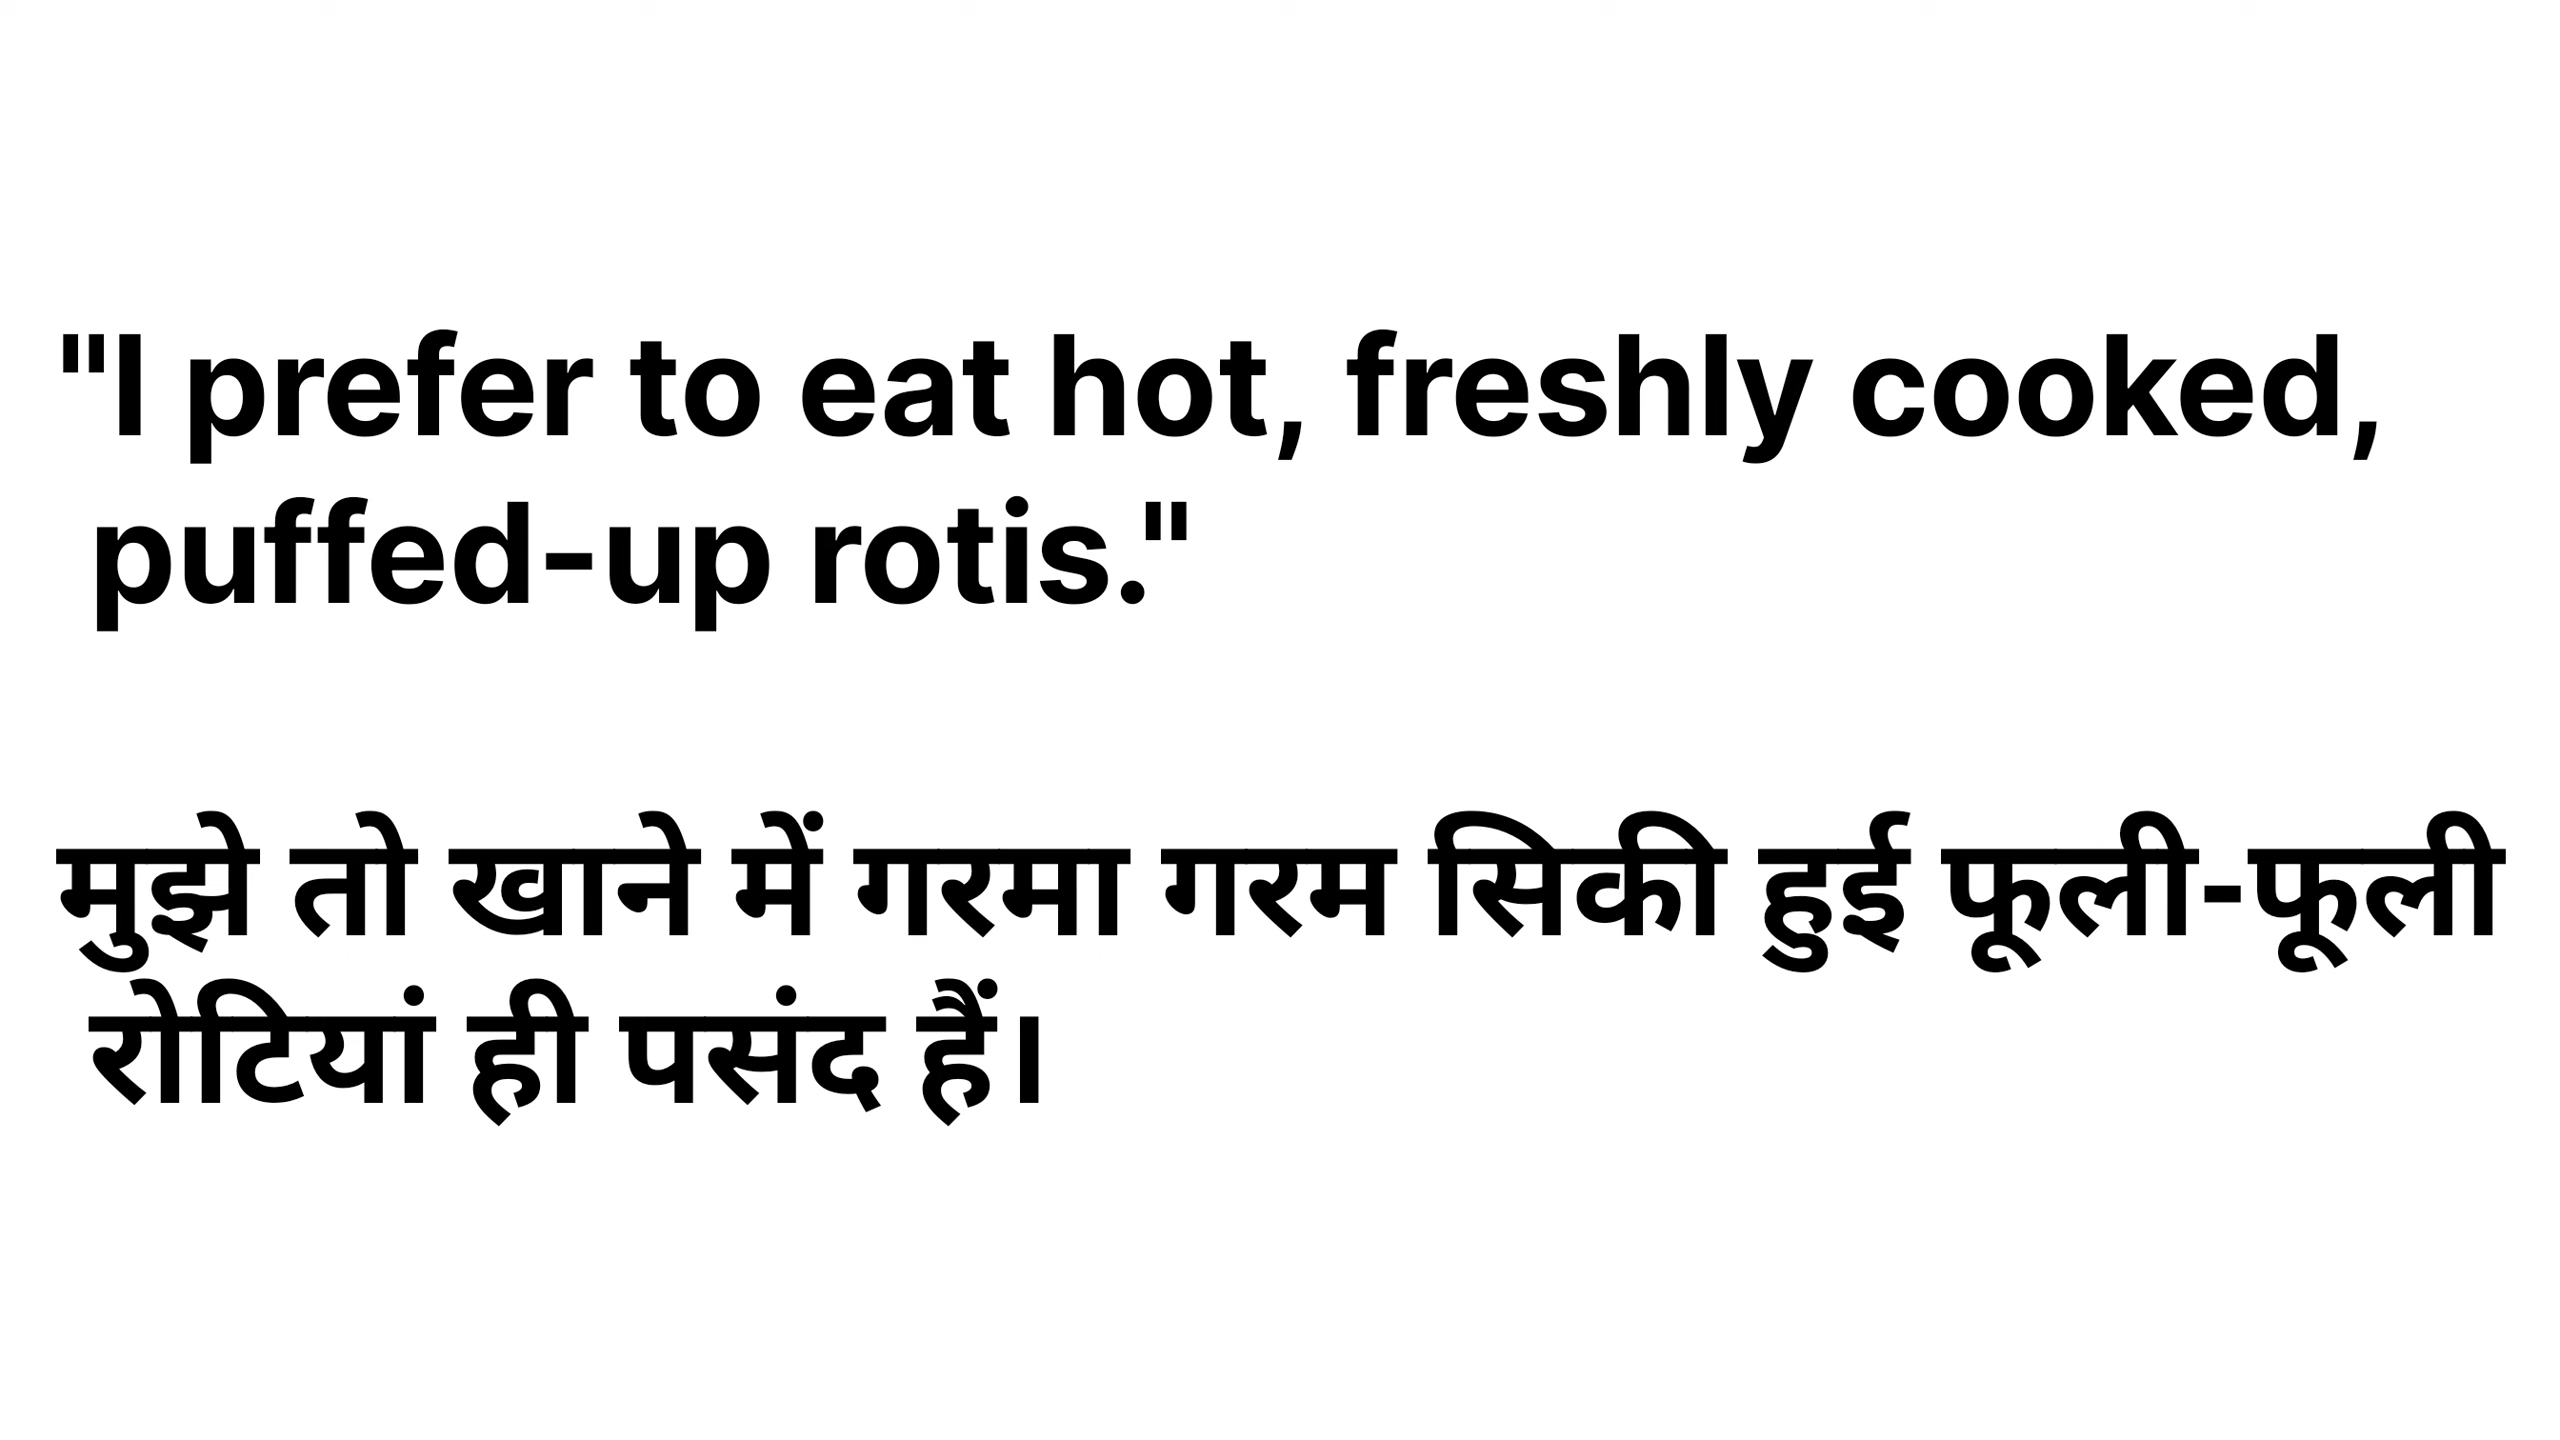 "I prefer to eat hot, freshly cooked,
puffed-up rotis."
मुझे तो खाने में गरमा गरम सिकी हुई फूली-फूली
रोटियां ही पसंद हैं।